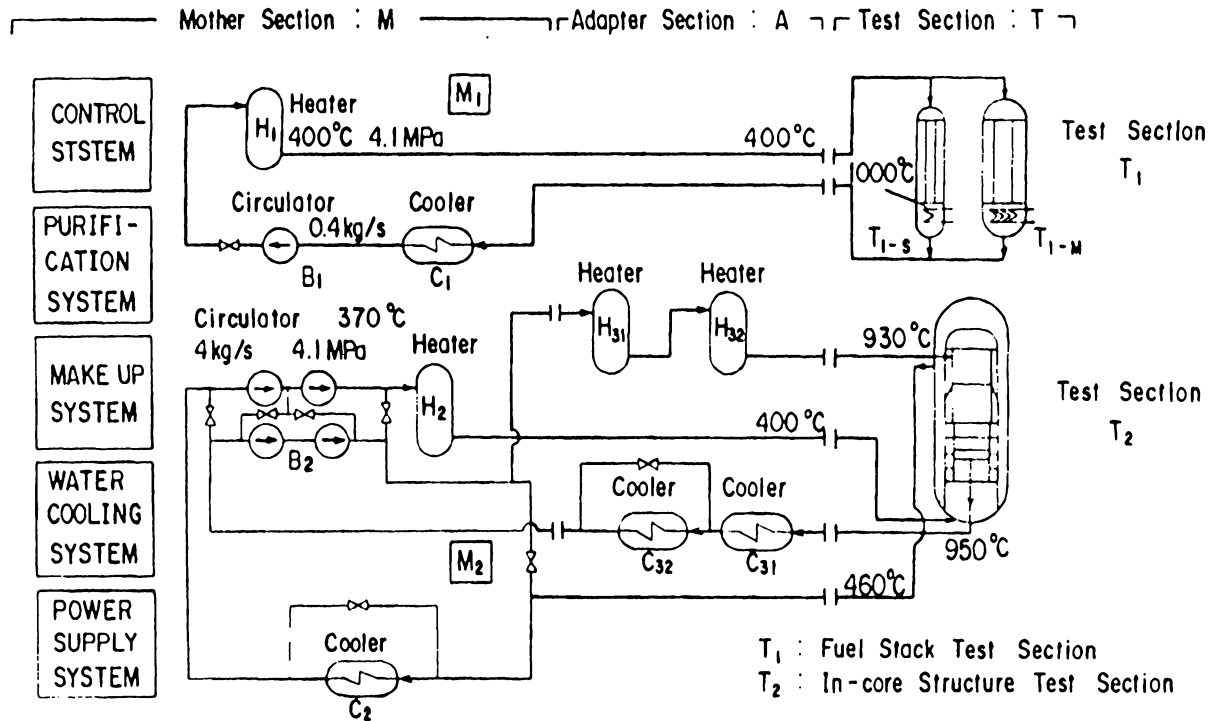 Mother Section : M
Adapter Section : A
Test Section : T
CONTROL
STSTEM
PURIFI-
CATION
SYSTEM
MAKE UP
SYSTEM
WATER
COOLING
SYSTEM
POWER
SUPPLY
SYSTEM
M1
Heater
H1
400°C 4.1MPa
400°C
Circulator
0.4kg/s
B1
Cooler
C1
1000°C
T1-S
T1-M
Test Section
T1
Heater
H31
Heater
H32
930°C
Circulator 370°C
4kg/s 4.1MPa
Heater
H2
B2
400°C
Test Section
T2
Cooler
C32
Cooler
C31
950°C
M2
460°C
Cooler
C2
T1 : Fuel Stack Test Section
T2 : In-core Structure Test Section